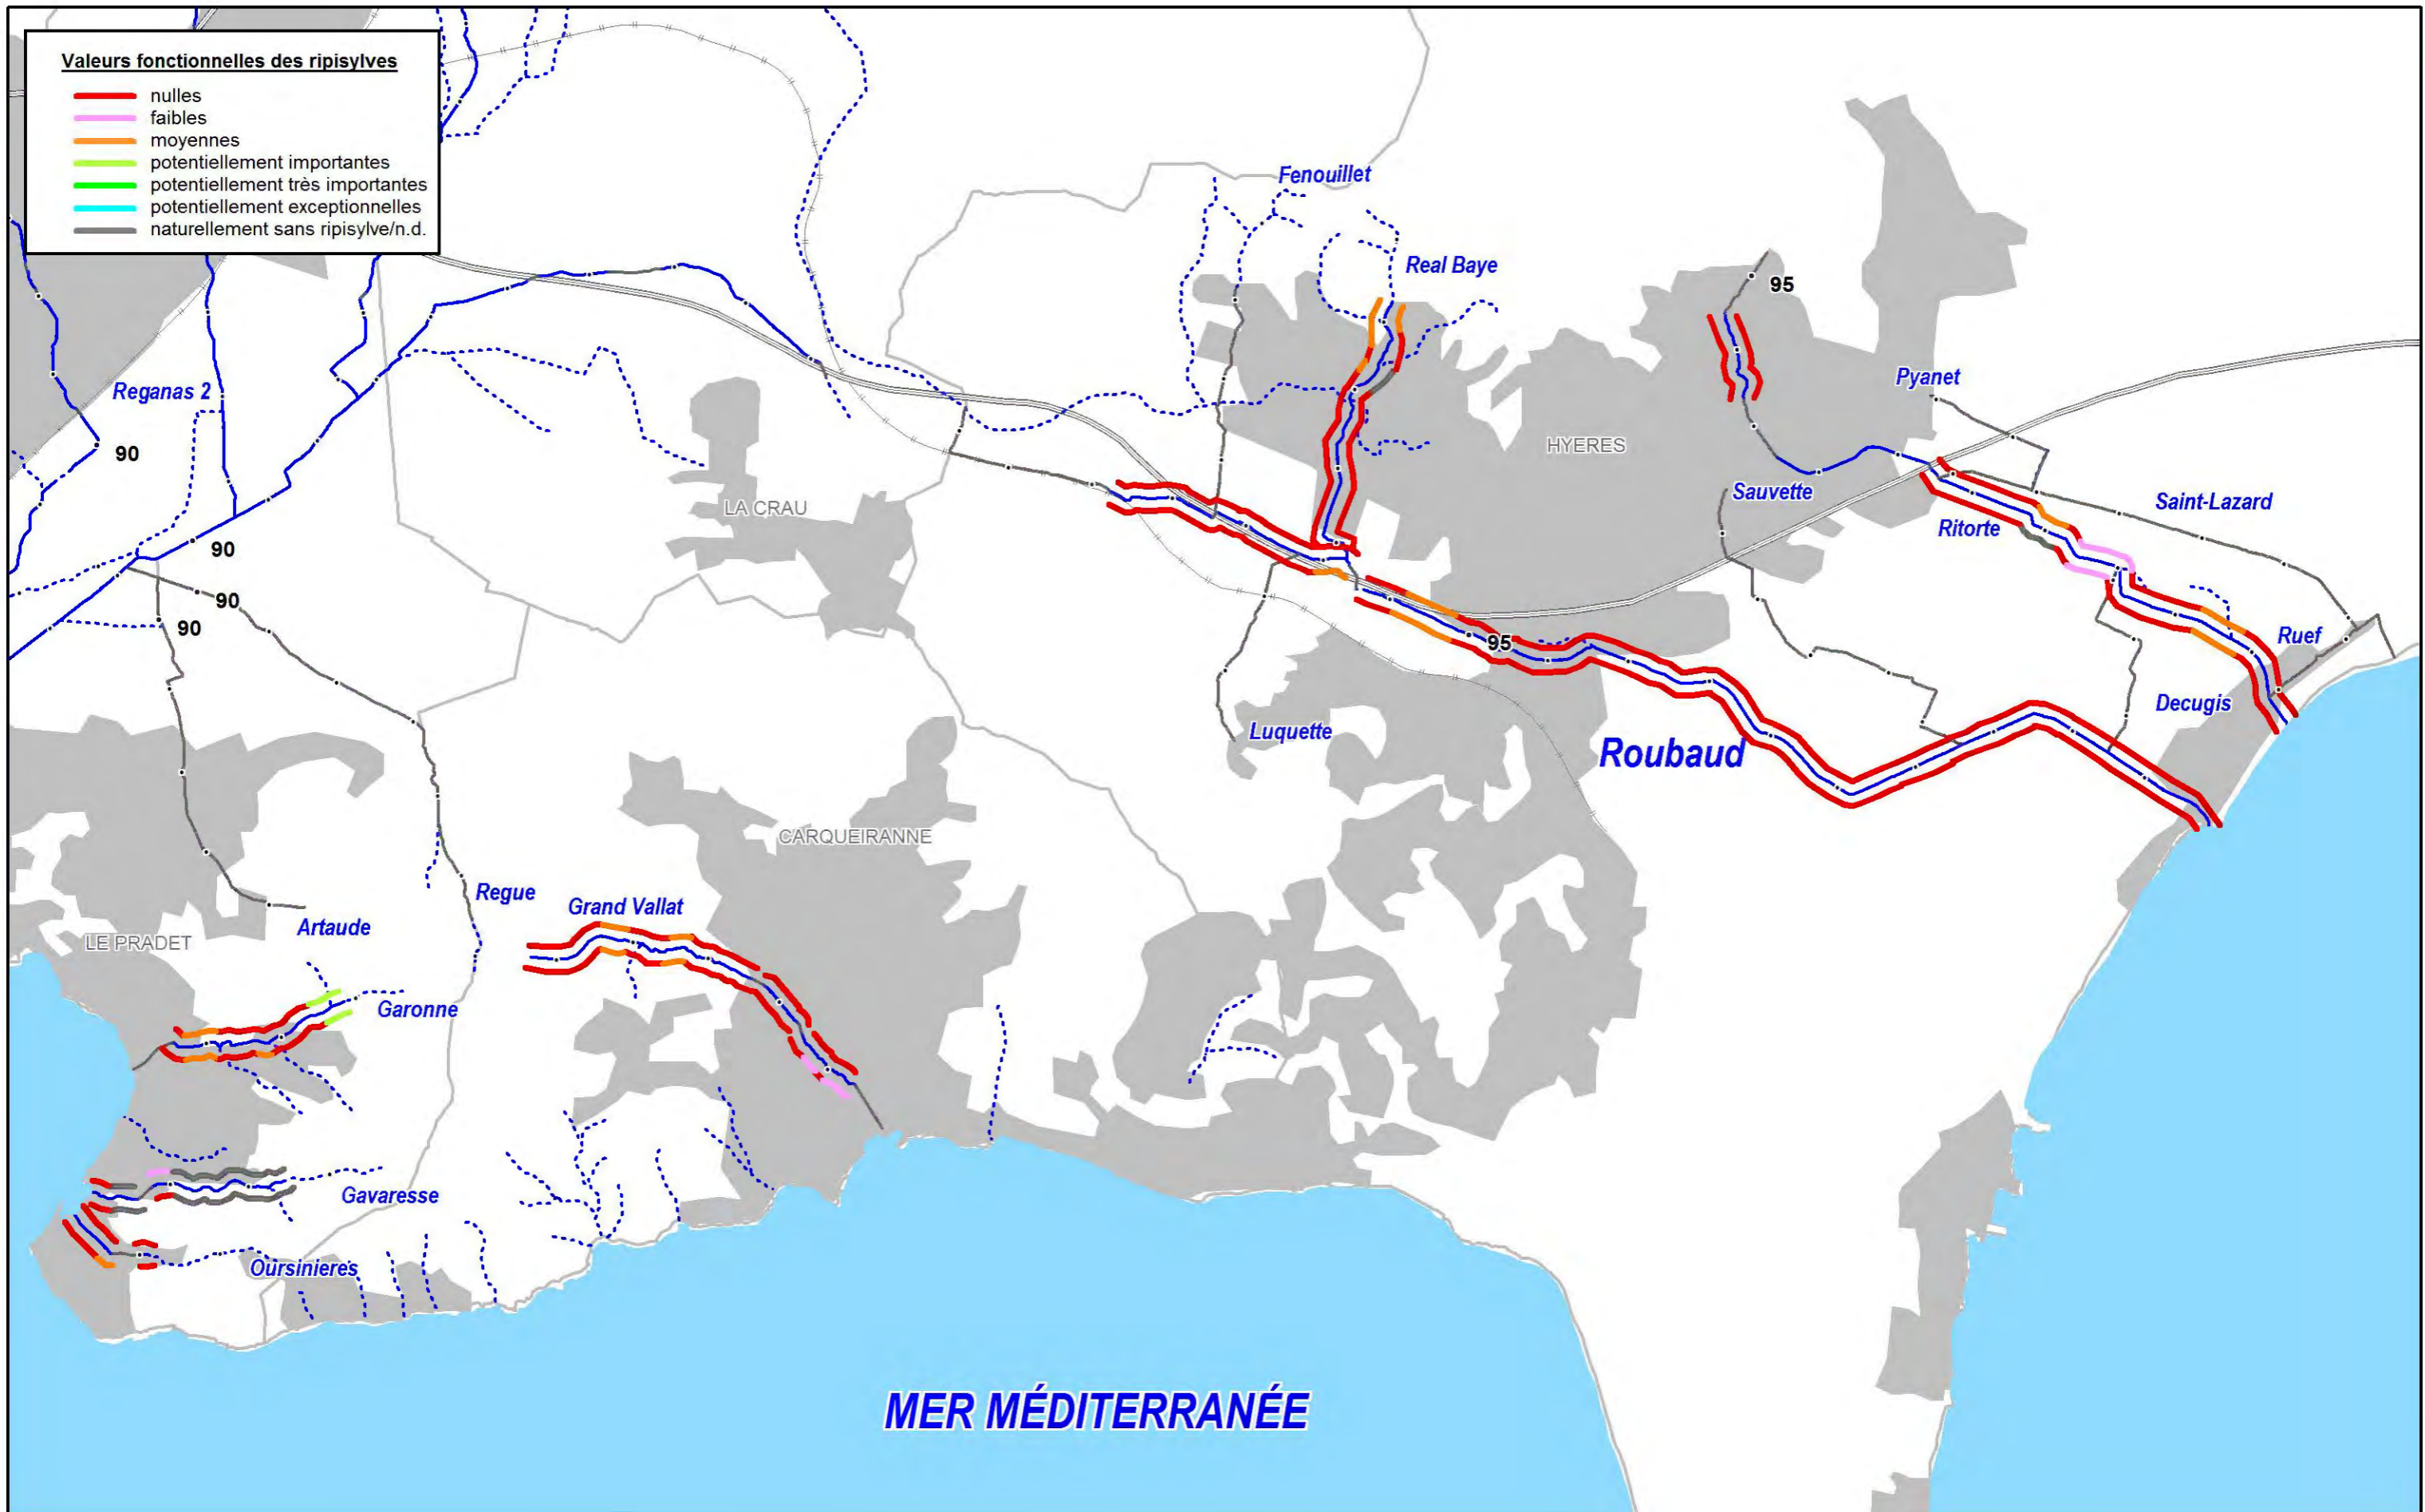 Valeurs fonctionnelles des ripisylves
nulles
faibles
moyennes
potentiellement importantes
potentiellement très importantes
potentiellement exceptionnelles
naturellement sans ripisylve/n.d.
Fenouillet
Real Baye
95
Pyanet
Reganas 2
HYERES
90
Sauvette
Saint-Lazard
LA CRAU
Ritorte
90
90
90
95
Ruef
Decugis
Luquette
Roubaud
CARQUEIRANNE
Regue
Grand Vallat
Artaude
LE PRADET
Garonne
Gavaresse
Oursinieres
MER MÉDITERRANÉE